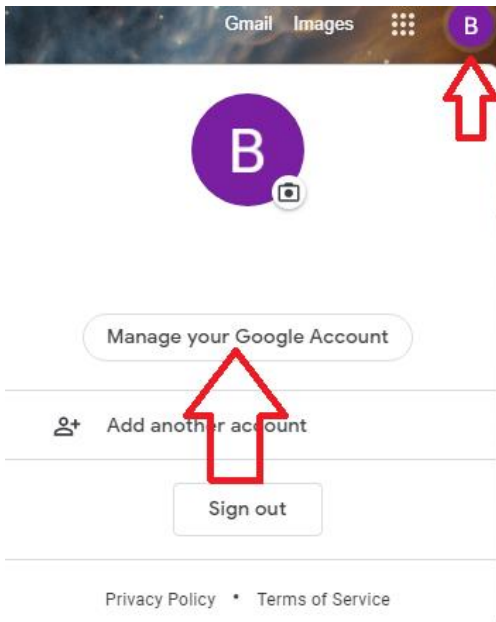 Gmail Images B
B
Manage your Google Account
Add another account
Sign out
Privacy Policy • Terms of Service